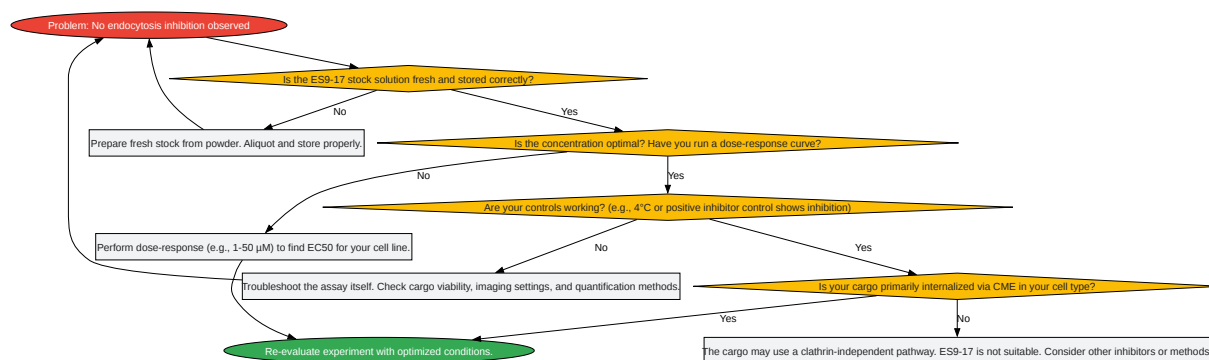 Problem: No endocytosis inhibition observed
Is the ES9-17 stock solution fresh and stored correctly?
No
Yes
Prepare fresh stock from powder. Aliquot and store properly.
Is the concentration optimal? Have you run a dose-response curve?
No
Yes
Are your controls working? (e.g., 4°C or positive inhibitor control shows inhibition)
Perform dose-response (e.g., 1-50 µM) to find EC50 for your cell line.
No
Yes
Troubleshoot the assay itself. Check cargo viability, imaging settings, and quantification methods.
Is your cargo primarily internalized via CME in your cell type?
Yes
No
Re-evaluate experiment with optimized conditions.
The cargo may use a clathrin-independent pathway. ES9-17 is not suitable. Consider other inhibitors or methods.